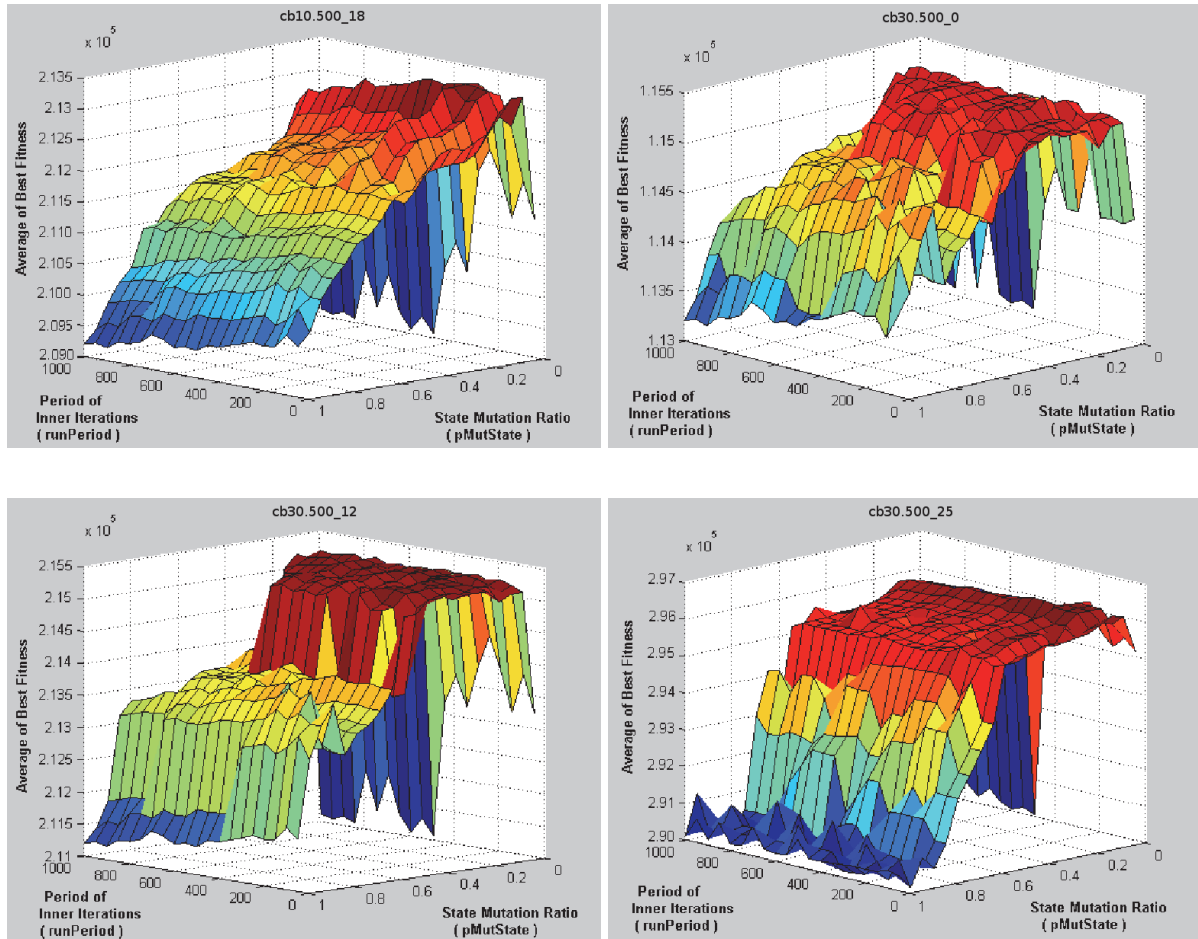 cb10.500_18
x 10^5
2.135
2.13
2.125
2.12
2.115
2.110
2.105
2.100
2.095
2.090
Average of Best Fitness
1000
800
600
400
200
0
Period of
Inner Iterations
( runPeriod )
1
0.8
0.6
0.4
0.2
0
State Mutation Ratio
( pMutState )
cb30.500_0
x 10^5
1.155
1.15
1.145
1.14
1.135
1.13
Average of Best Fitness
1000
800
600
400
200
0
Period of
Inner Iterations
( runPeriod )
1
0.8
0.6
0.4
0.2
0
State Mutation Ratio
( pMutState )
cb30.500_12
x 10^5
2.155
2.15
2.145
2.14
2.135
2.13
2.125
2.12
2.115
2.11
Average of Best Fitness
1000
800
600
400
200
0
Period of
Inner Iterations
( runPeriod )
1
0.8
0.6
0.4
0.2
0
State Mutation Ratio
( pMutState )
cb30.500_25
x 10^5
2.97
2.96
2.95
2.94
2.93
2.92
2.91
2.90
Average of Best Fitness
1000
800
600
400
200
0
Period of
Inner Iterations
( runPeriod )
1
0.8
0.6
0.4
0.2
0
State Mutation Ratio
( pMutState )